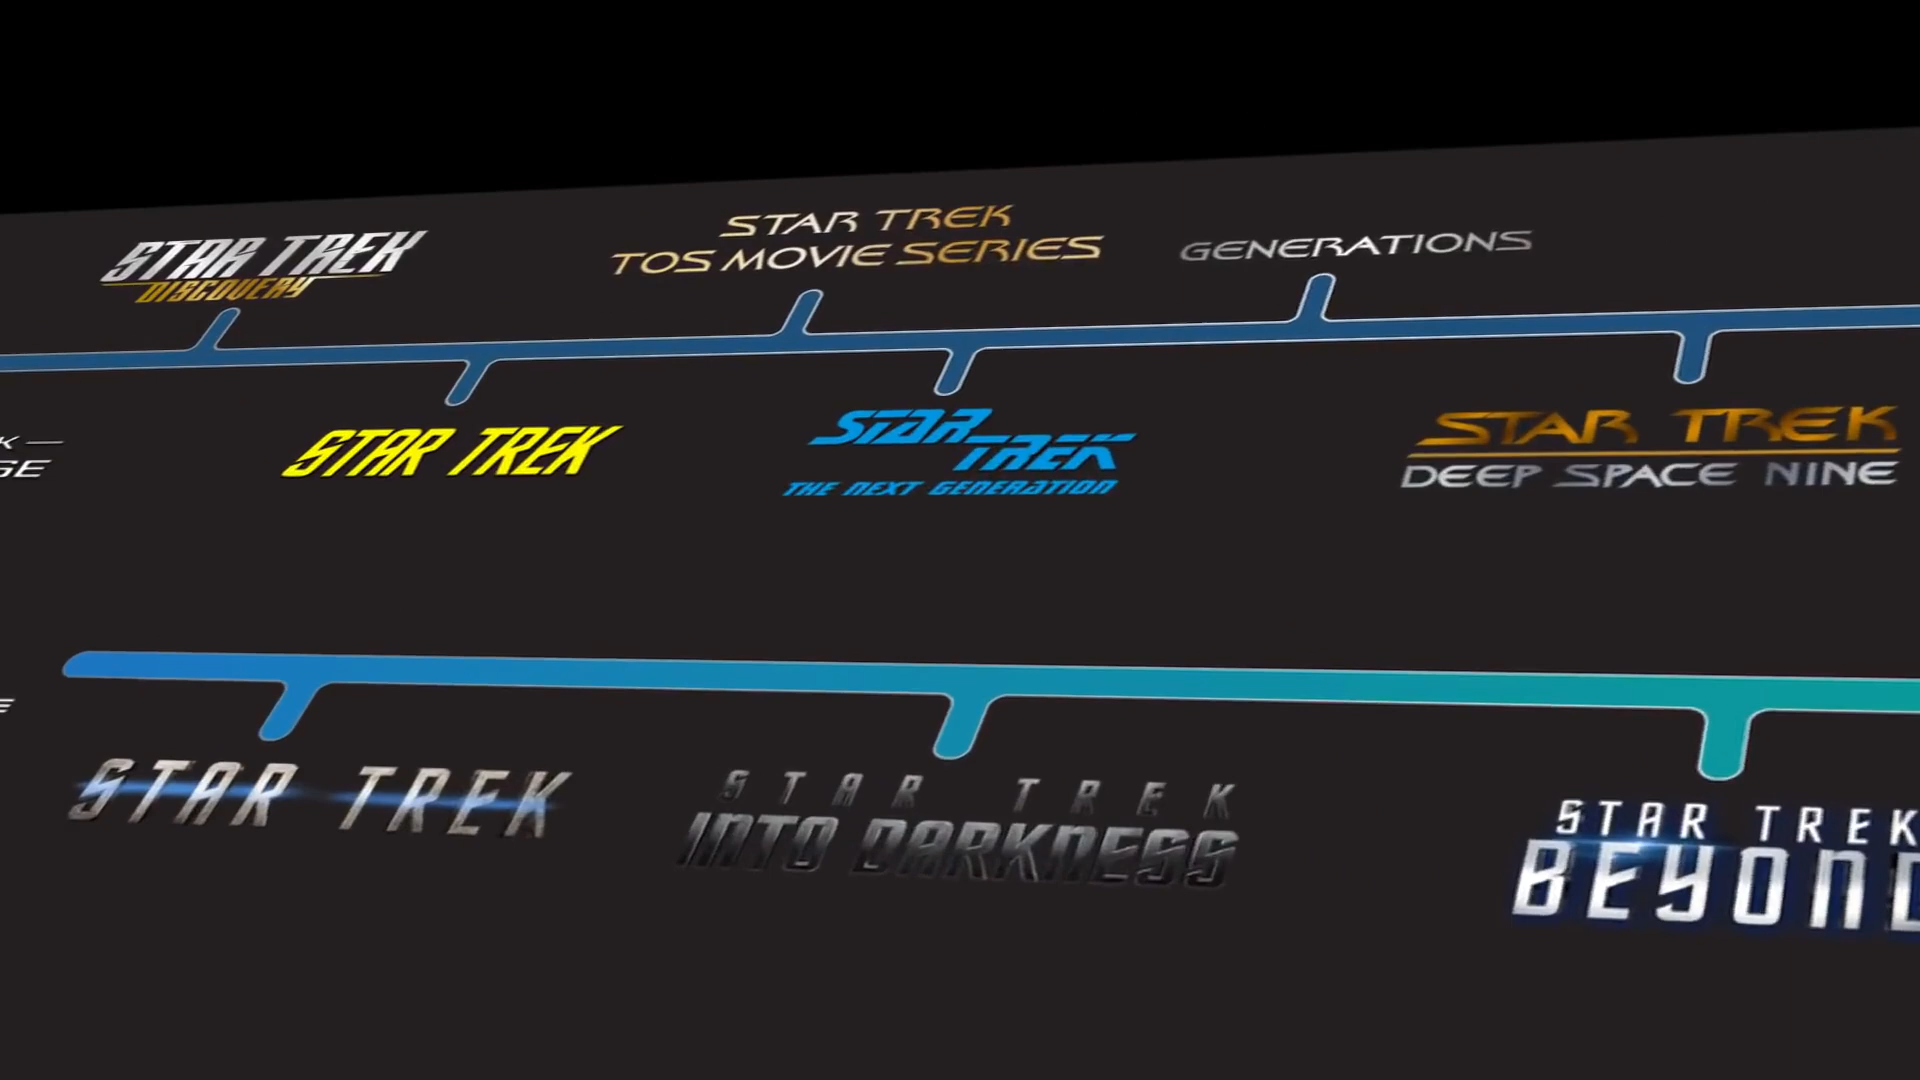 STAR TREK
DISCOVERY
STAR TREK
TOS MOVIE SERIES
GENERATIONS
STAR TREK
STAR
TREK
THE NEXT GENERATION
STAR TREK
DEEP SPACE NINE
STAR TREK
STAR TREK
INTO DARKNESS
STAR TREK
BEYOND